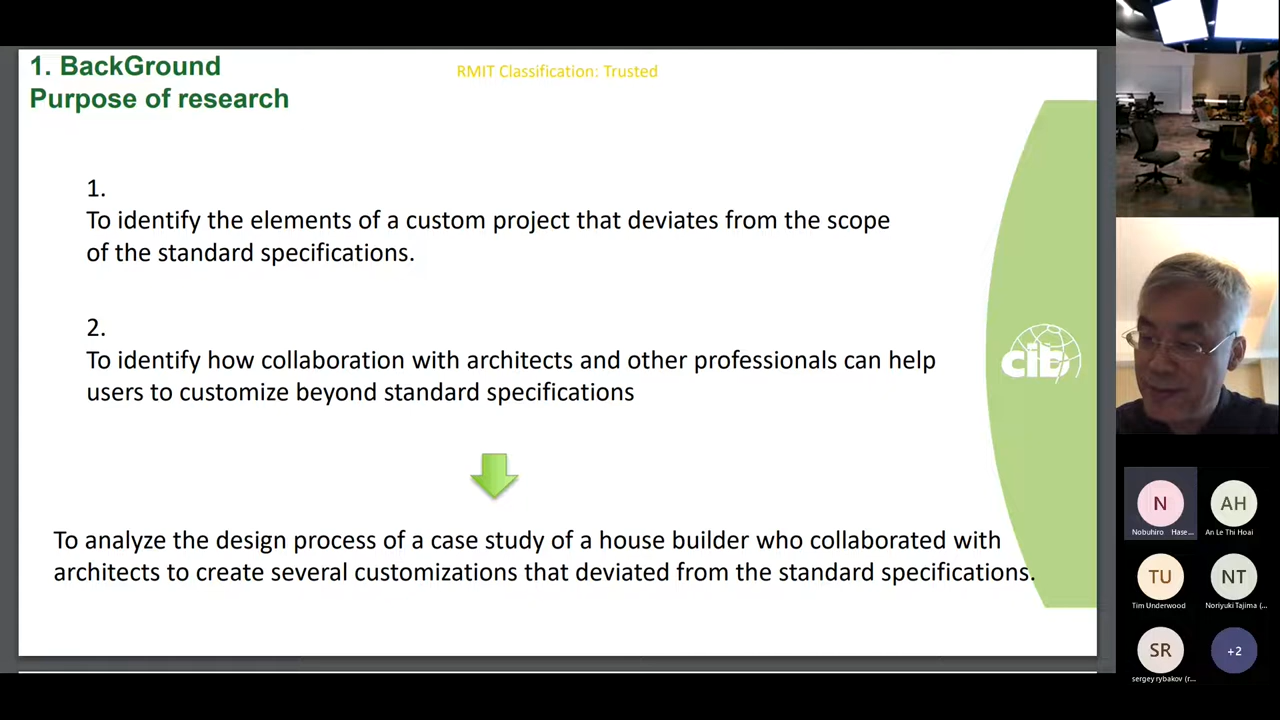 1. BackGround
Purpose of research
RMIT Classification: Trusted
1.
To identify the elements of a custom project that deviates from the scope
of the standard specifications.
2.
To identify how collaboration with architects and other professionals can help
users to customize beyond standard specifications
To analyze the design process of a case study of a house builder who collaborated with
architects to create several customizations that deviated from the standard specifications.
cib
N
Nobuhiro Hase...
AH
An Le Thi Hoai
TU
Tim Underwood
NT
Noriyuki Tajima (...
SR
sergey rybakov (r...
+2